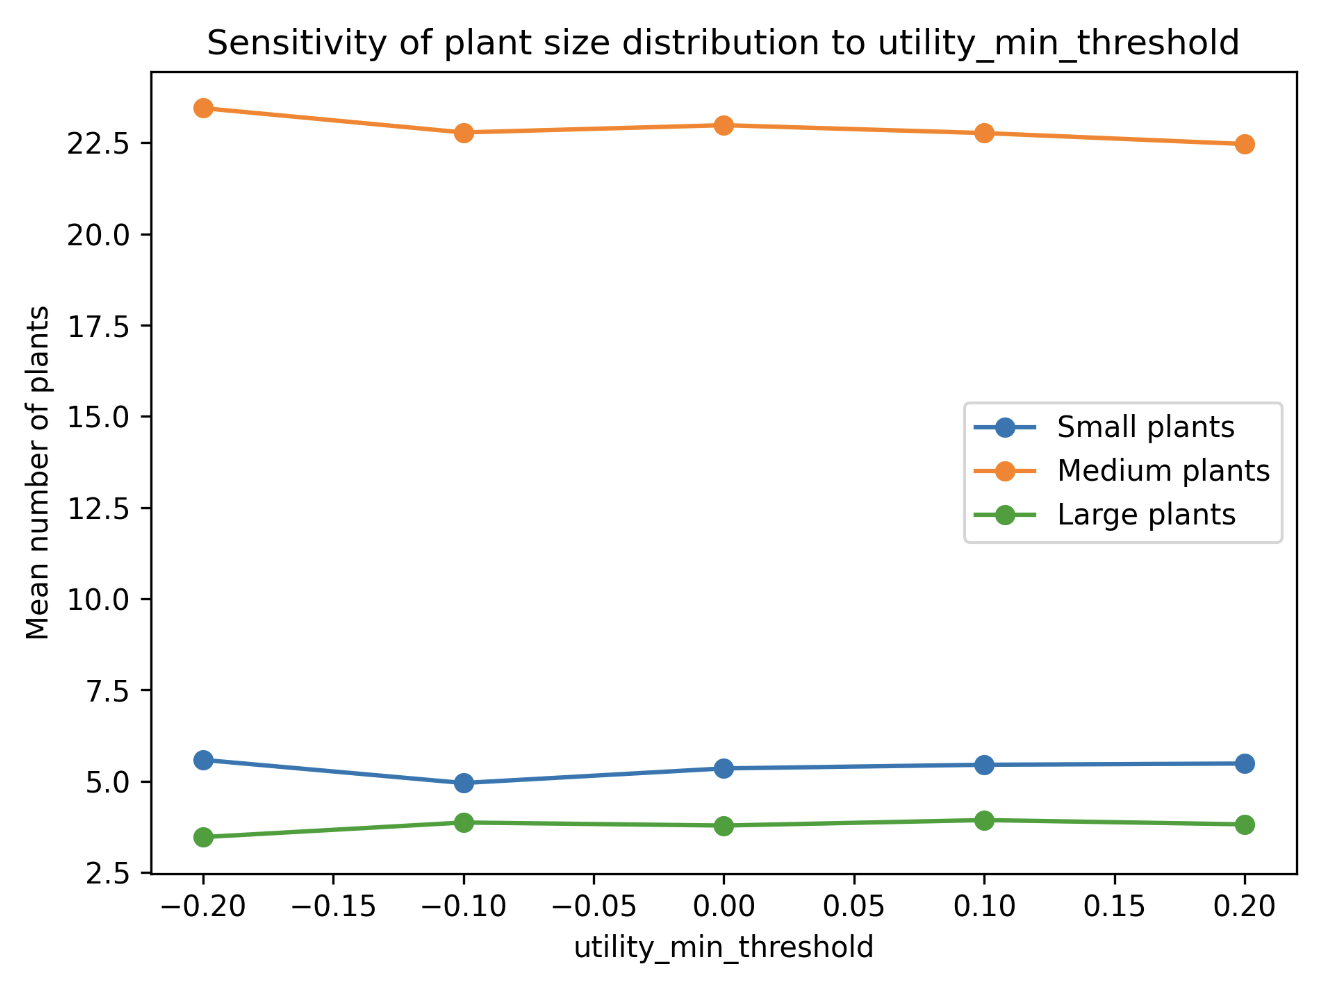 Sensitivity of plant size distribution to utility_min_threshold
Mean number of plants
22.5
20.0
17.5
15.0
12.5
10.0
7.5
5.0
2.5
Small plants
Medium plants
Large plants
−0.20 −0.15 −0.10 −0.05 0.00 0.05 0.10 0.15 0.20
utility_min_threshold